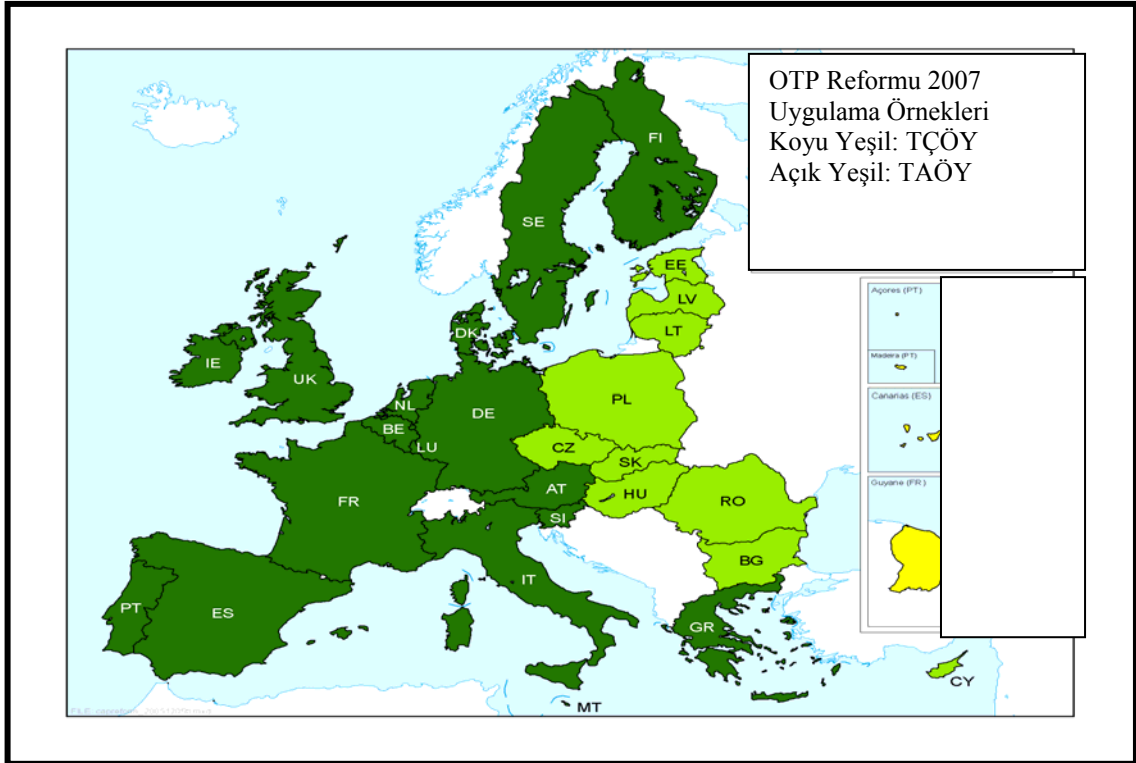 OTP Reformu 2007
Uygulama Örnekleri
Koyu Yeşil: TÇÖY
Açık Yeşil: TAÖY
FI
SE
EE
LV
LT
DK
IE
UK
NL
DE
PL
BE
LU
CZ
SK
FR
AT
HU
RO
SI
BG
IT
PT
ES
GR
CY
MT
Açores (PT)
Madeira (PT)
Canarias (ES)
Guyane (FR)